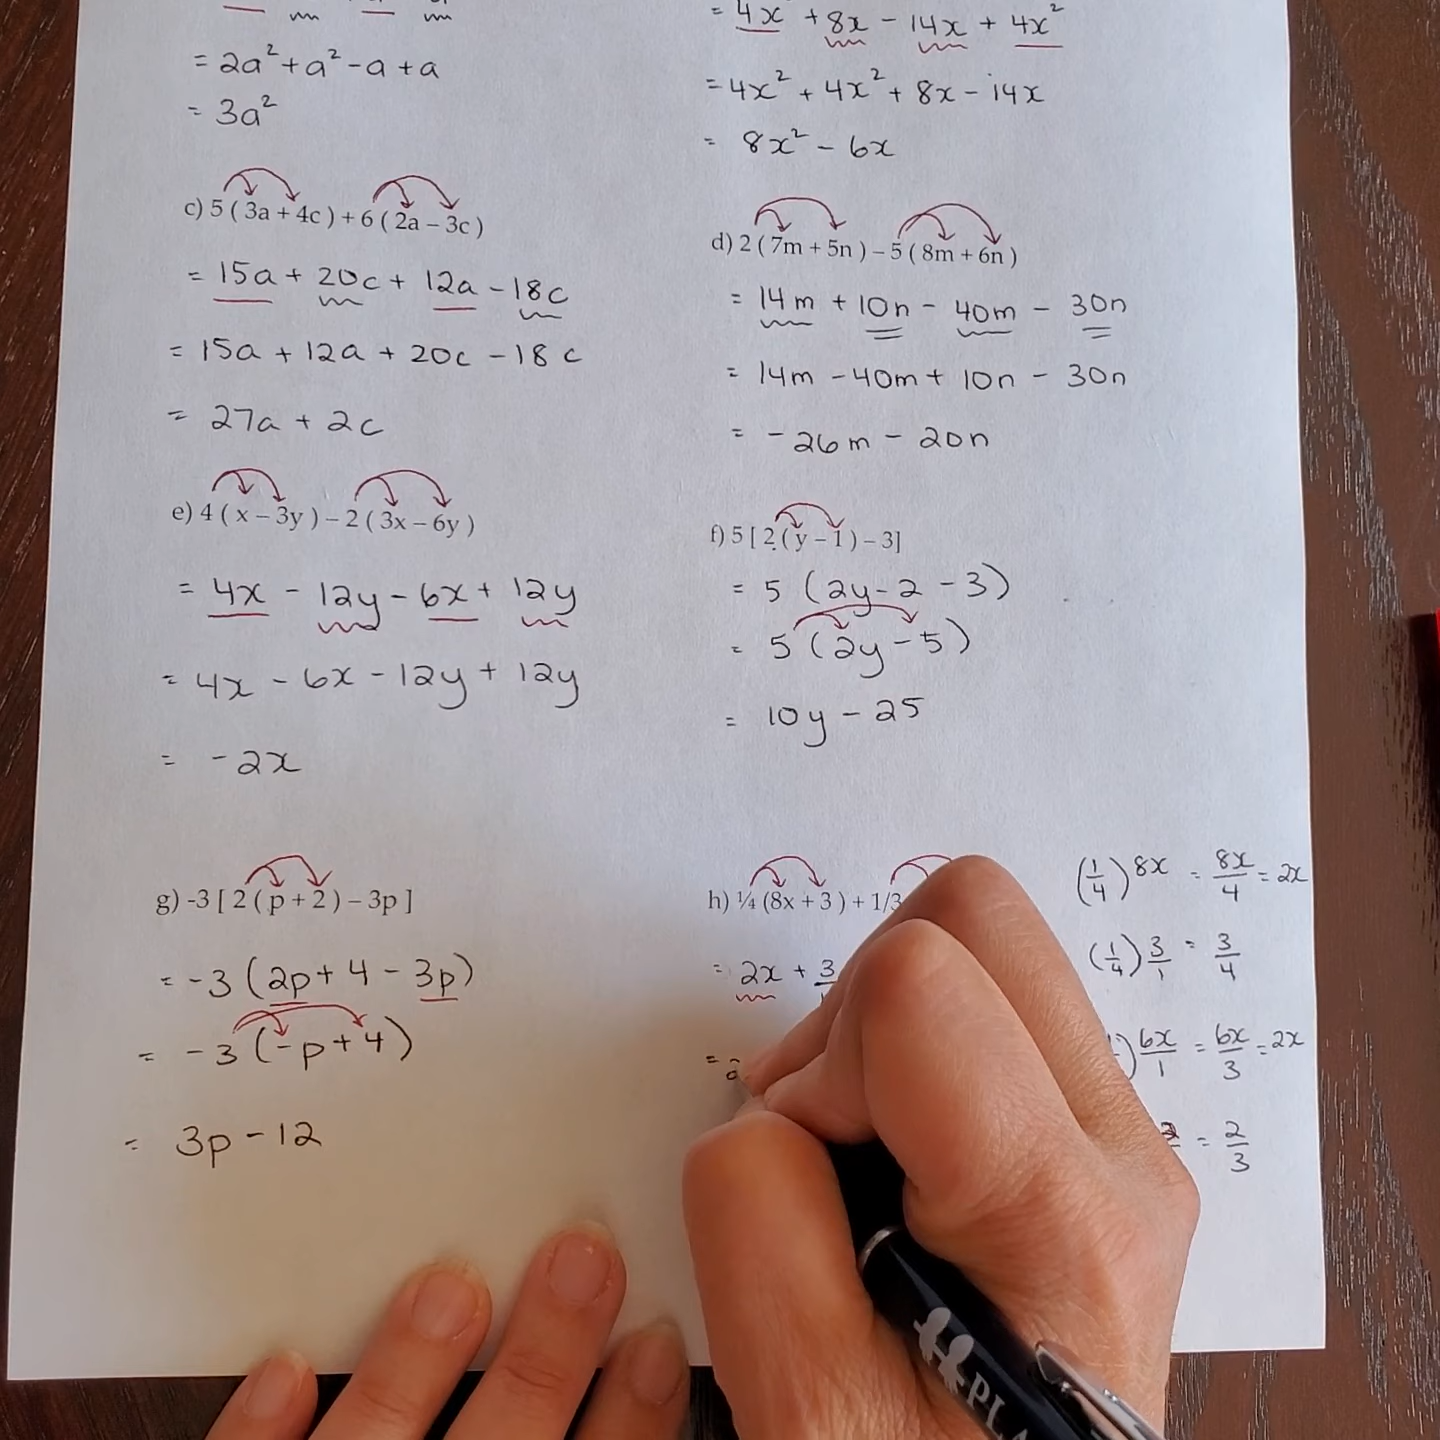 = 2a² + a² - a + a
= 3a²
= 4x + 8x - 14x + 4x²
= 4x² + 4x² + 8x - 14x
= 8x² - 6x
c) 5 ( 3a + 4c ) + 6 ( 2a – 3c )
= 15a + 20c + 12a - 18c
= 15a + 12a + 20c - 18c
= 27a + 2c
d) 2 ( 7m + 5n ) – 5 ( 8m + 6n )
= 14m + 10n - 40m - 30n
= 14m - 40m + 10n - 30n
= -26m - 20n
e) 4 ( x – 3y ) – 2 ( 3x – 6y )
= 4x - 12y - 6x + 12y
= 4x - 6x - 12y + 12y
= -2x
f) 5 [ 2 ( y – 1 ) – 3]
= 5 (2y - 2 - 3)
= 5 (2y - 5)
= 10y - 25
g) -3 [ 2 ( p + 2 ) – 3p ]
= -3 (2p + 4 - 3p)
= -3 (-p + 4)
= 3p - 12
h) ¼ (8x + 3 ) + 1/3
= 2x + 3
=
(1/4) 8x = 8x/4 = 2x
(1/4) 3/1 = 3/4
) 6x/1 = 6x/3 = 2x
2 = 2/3
PLA